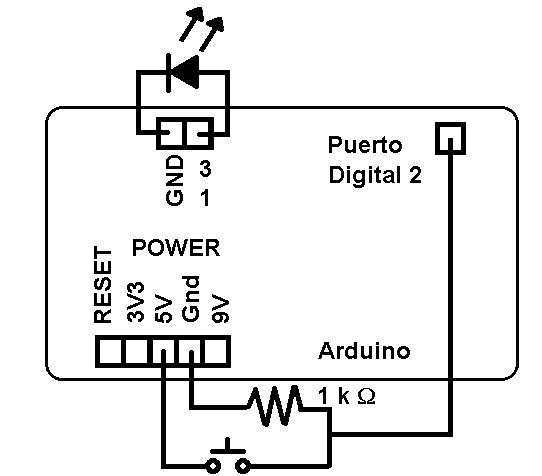 GND
3
1
Puerto
Digital 2
POWER
RESET
3V3
5V
Gnd
9V
Arduino
1 k Ω